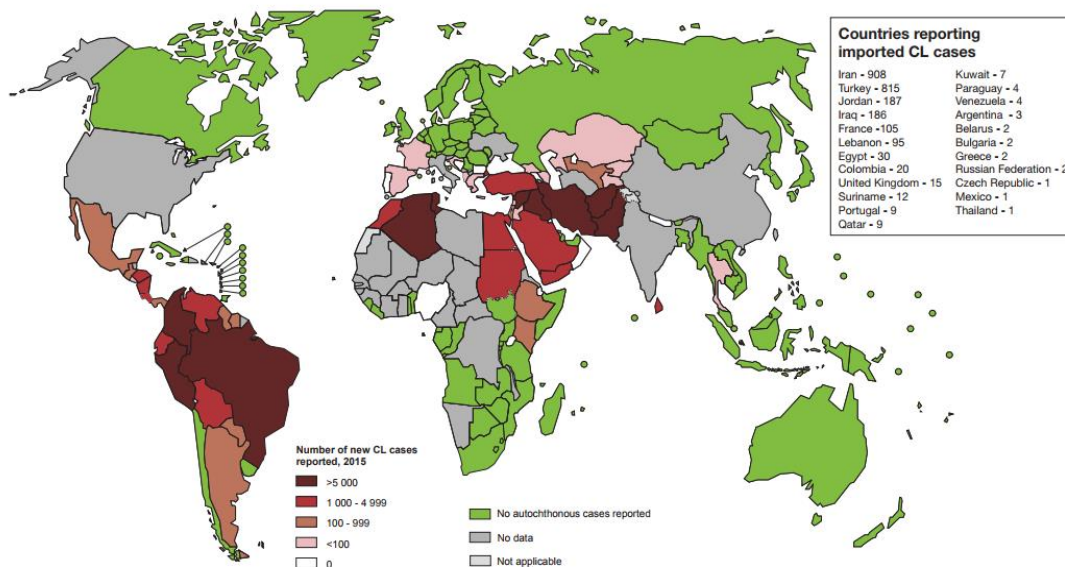 Countries reporting
imported CL cases
Iran - 908
Turkey - 815
Jordan - 187
Iraq - 186
France -105
Lebanon - 95
Egypt - 30
Colombia - 20
United Kingdom - 15
Suriname - 12
Portugal - 9
Qatar - 9
Kuwait - 7
Paraguay - 4
Venezuela - 4
Argentina - 3
Belarus - 2
Bulgaria - 2
Greece - 2
Russian Federation - 2
Czech Republic - 1
Mexico - 1
Thailand - 1
Number of new CL cases
reported, 2015
>5 000
1 000 - 4 999
100 - 999
<100
0
No autochthonous cases reported
No data
Not applicable